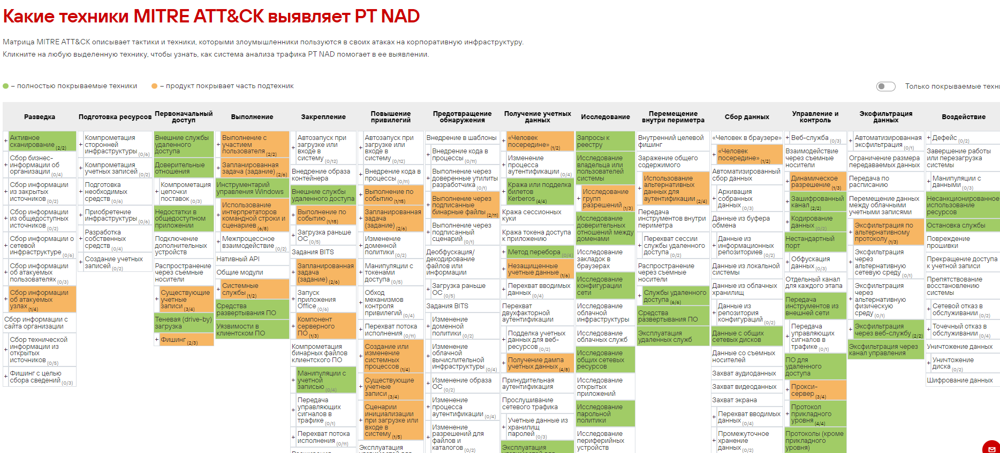 Какие техники MITRE ATT&CK выявляет PT NAD
Матрица MITRE ATT&CK описывает тактики и техники, которыми злоумышленники пользуются в своих атаках на корпоративную инфраструктуру.
Кликните на любую выделенную технику, чтобы узнать, как система анализа трафика PT NAD помогает в ее выявлении.
– полностью покрываемые техники
– продукт покрывает часть подтехник
Только покрываемые техн
Разведка
+ Активное
сканирование (2/2)
+ Сбор бизнес-
информации об
организации (0/4)
+ Сбор информации
из закрытых
источников (0/2)
+ Сбор информации
из общедоступных
источников (0/2)
+ Сбор информации о
сетевой
инфраструктуре (0/6)
+ Сбор информации
об атакуемых
пользователях (0/3)
+ Сбор информации
об атакуемых
узлах (1/4)
Сбор информации с
сайта организации
+ Сбор технической
информации из
открытых
источников (0/5)
+ Фишинг с целью
сбора сведений (0/3)
Подготовка ресурсов
+ Компрометация
сторонней
инфраструктуры (0/6)
+ Компрометация
учетных записей (0/2)
+ Подготовка
необходимых
средств (0/6)
+ Приобретение
инфраструктуры (0/6)
+ Разработка
собственных
средств (0/4)
+ Создание учетных
записей (0/2)
Первоначальный
доступ
Внешние службы
удаленного
доступа
Доверительные
отношения
+ Компрометация
цепочки
поставок (0/3)
Недостатки в
общедоступном
приложении
Подключение
дополнительных
устройств
Распространение
через съемные
носители
+ Существующие
учетные
записи (3/4)
Теневая (drive-by)
загрузка
+ Фишинг (2/3)
Выполнение
+ Выполнение с
участием
пользователя (2/2)
+ Запланированная
задача (задание) (2/6)
Инструментарий
управления Windows
+ Использование
интерпретаторов
командной строки и
сценариев (6/8)
+ Межпроцессное
взаимодействие (0/2)
Нативный API
Общие модули
+ Системные
службы (1/2)
Средства
развертывания ПО
Уязвимости в
клиентском ПО
Закрепление
+ Автозапуск при
загрузке или
входе в
систему (0/12)
Внедрение образа
контейнера
Внешние службы
удаленного доступа
+ Выполнение по
событию (1/15)
+ Загрузка раньше
ОС (0/5)
Задания BITS
+ Запланированная
задача
(задание) (2/6)
+ Запуск
приложения
Office (0/6)
+ Компонент
серверного
ПО (1/3)
Компрометация
бинарных файлов
клиентского ПО
+ Манипуляции с
учетной
записью (0/4)
+ Передача
управляющих
сигналов в
трафике (0/1)
+ Перехват потока
исполнения (0/11)
Повышение
привилегий
+ Автозапуск при
загрузке или
входе в
систему (0/12)
+ Внедрение кода в
процессы (0/11)
+ Выполнение по
событию (1/15)
+ Запланированная
задача
(задание) (2/6)
+ Изменение
доменной
политики (0/2)
+ Манипуляции с
токенами
доступа (0/5)
+ Обход
механизмов
контроля
привилегий (0/4)
+ Перехват потока
исполнения (0/11)
+ Создание или
изменение
системных
процессов (1/4)
+ Существующие
учетные
записи (3/4)
+ Сценарии
инициализации
при загрузке или
входе в
систему (1/5)
Эксплуатация
Предотвращение
обнаружения
Внедрение в шаблоны
+ Внедрение кода в
процессы (0/11)
+ Выполнение через
доверенные утилиты
разработчика (0/1)
+ Выполнение через
подписанные
бинарные файлы (2/11)
+ Выполнение через
подписанный
сценарий (0/1)
Деобфускация/
декодирование
файлов или
информации
+ Загрузка раньше
ОС (0/5)
Задания BITS
+ Изменение
доменной
политики (0/2)
+ Изменение
облачной
вычислительной
инфраструктуры (0/4)
+ Изменение образа
ОС (0/2)
+ Изменение
процесса
аутентификации (0/4)
+ Изменение
разрешений для
файлов и
каталогов (0/2)
Получение учетных
данных
+ «Человек
посередине» (1/2)
+ Изменение
процесса
аутентификации (0/4)
+ Кража или подделка
билетов
Kerberos (4/4)
Кража сессионных
куки
Кража токена доступа
к приложению
+ Метод перебора (0/4)
+ Незащищенные
учетные данные (1/6)
+ Перехват вводимых
данных (0/4)
Перехват
двухфакторной
аутентификации
+ Подделка учетных
данных для веб-
ресурсов (0/2)
+ Получение дампа
учетных данных (4/8)
Принудительная
аутентификация
Прослушивание
сетевого трафика
+ Учетные данные из
хранилищ
паролей (0/3)
Эксплуатация
Исследование
Запросы к
реестру
Исследование
владельца или
пользователей
системы
+ Исследование
групп
разрешений (1/3)
Исследование
доверительных
отношений между
доменами
Исследование
закладок в
браузерах
Исследование
конфигурации
сети
Исследование
облачной
инфраструктуры
Исследование
облачных служб
Исследование
общих сетевых
ресурсов
Исследование
открытых
приложений
Исследование
парольной
политики
Исследование
периферийных
устройств
Перемещение
внутри периметра
Внутренний целевой
фишинг
Заражение общего
содержимого
+ Использование
альтернативных
данных для
аутентификации (2/4)
Передача
инструментов внутри
периметра
+ Перехват сессии
службы удаленного
доступа (0/2)
Распространение
через съемные
носители
+ Службы удаленного
доступа (6/6)
Средства
развертывания ПО
Эксплуатация
удаленных служб
Сбор данных
«Человек в браузере»
+ «Человек
посередине» (1/2)
Автоматизированный
сбор данных
+ Архивация
собранных
данных (0/3)
Данные из буфера
обмена
+ Данные из
информационных
репозиториев (0/2)
Данные из локальной
системы
Данные из облачных
хранилищ
+ Данные из
репозитория
конфигураций (0/2)
Данные с общих
сетевых дисков
Данные со съемных
носителей
Захват аудиоданных
Захват видеоданных
Захват экрана
+ Перехват вводимых
данных (0/4)
+ Промежуточное
хранение
данных (0/2)
Управление и
контроль
+ Веб-служба (0/3)
Взаимодействие
через съемные
носители
+ Динамическое
разрешение (1/3)
+ Зашифрованный
канал (2/2)
+ Кодирование
данных (0/2)
Нестандартный
порт
+ Обфускация
данных (0/3)
Отдельный канал
для каждого этапа
Передача
инструментов из
внешней сети
+ Передача
управляющих
сигналов в
трафике (0/1)
ПО для
удаленного
доступа
+ Прокси-
сервер (3/4)
+ Протокол
прикладного
уровня (4/4)
Протоколы (кроме
прикладного
уровня)
Эксфильтрация
данных
+ Автоматизированная
эксфильтрация (0/1)
Ограничение размера
передаваемых данных
Передача по
расписанию
Перемещение данных
между облачными
учетными записями
+ Эксфильтрация по
альтернативному
протоколу (1/3)
+ Эксфильтрация
через
альтернативную
сетевую среду (0/1)
+ Эксфильтрация
через
альтернативную
физическую
среду (0/1)
+ Эксфильтрация
через веб-службу (2/2)
Эксфильтрация через
канал управления
Воздействие
+ Дефейс (0/2)
Завершение работы
или перезагрузка
системы
+ Манипуляции с
данными (0/3)
Несанкционированное
использование
ресурсов
Остановка службы
Повреждение
прошивки
Прекращение доступа
к учетной записи
Препятствование
восстановлению
системы
+ Сетевой отказ в
обслуживании (0/2)
+ Точечный отказ в
обслуживании (0/4)
Уничтожение данных
+ Уничтожение
диска (0/2)
Шифрование данных